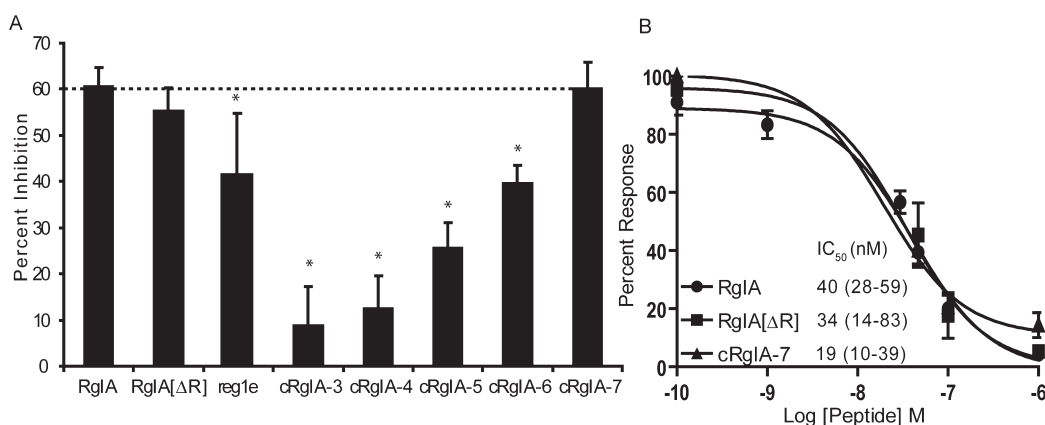 A
Percent Inhibition
70
60
50
40
30
20
10
0
*
*
*
*
*
RgIA
RgIA[ΔR]
reg1e
cRgIA-3
cRgIA-4
cRgIA-5
cRgIA-6
cRgIA-7
B
Percent Response
100
80
60
40
20
0
IC50 (nM)
RgIA 40 (28-59)
RgIA[ΔR] 34 (14-83)
cRgIA-7 19 (10-39)
-10
-9
-8
-7
-6
Log [Peptide] M